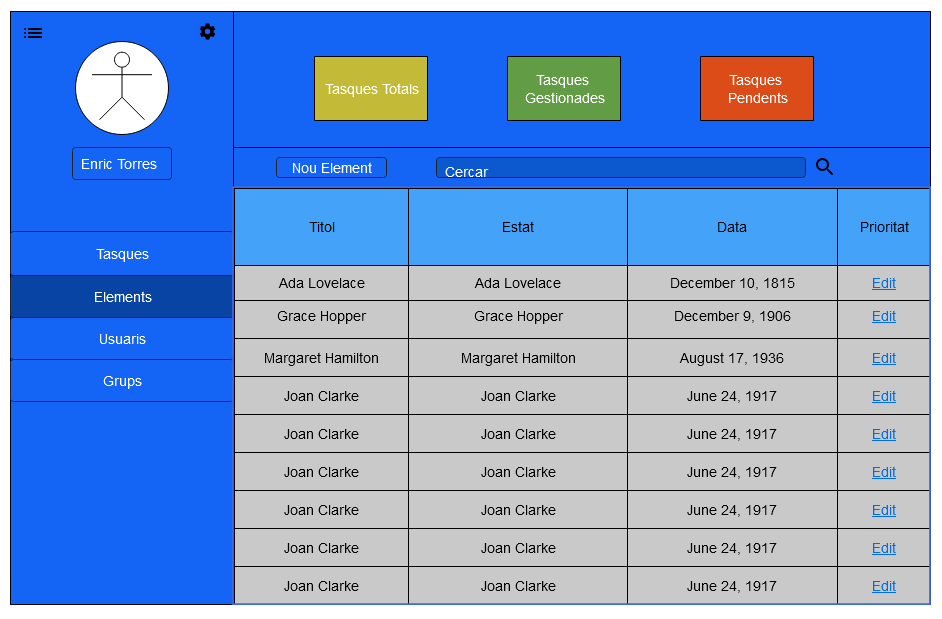 Enric Torres
Tasques
Elements
Usuaris
Grups
Tasques Totals
Tasques
Gestionades
Tasques
Pendents
Nou Element
Cercar
Titol Estat Data Prioritat
Ada Lovelace Ada Lovelace December 10, 1815 Edit
Grace Hopper Grace Hopper December 9, 1906 Edit
Margaret Hamilton Margaret Hamilton August 17, 1936 Edit
Joan Clarke Joan Clarke June 24, 1917 Edit
Joan Clarke Joan Clarke June 24, 1917 Edit
Joan Clarke Joan Clarke June 24, 1917 Edit
Joan Clarke Joan Clarke June 24, 1917 Edit
Joan Clarke Joan Clarke June 24, 1917 Edit
Joan Clarke Joan Clarke June 24, 1917 Edit